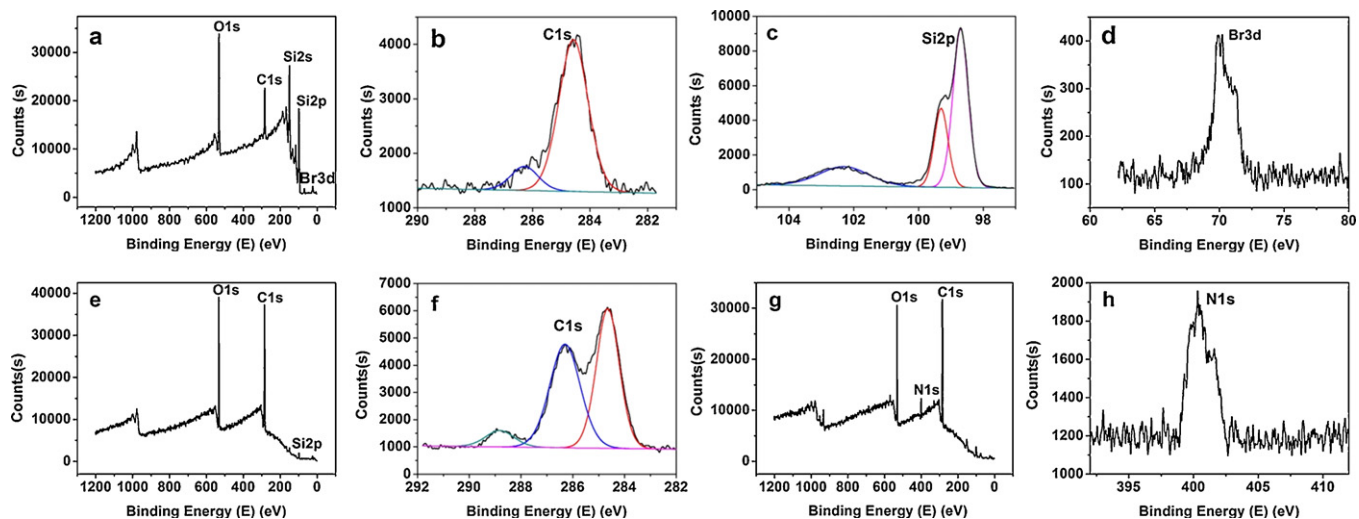 a
O1s
C1s
Si2s
Si2p
Br3d
Counts (s)
30000
20000
10000
0
1200 1000 800 600 400 200 0
Binding Energy (E) (eV)
b
C1s
Counts (s)
4000
3000
2000
1000
290 288 286 284 282
Binding Energy (E) (eV)
c
Si2p
Counts (s)
10000
8000
6000
4000
2000
0
104 102 100 98
Binding Energy (E) (eV)
d
Br3d
Counts (s)
400
300
200
100
60 65 70 75 80
Binding Energy (E) (eV)
e
O1s
C1s
Si2p
Counts(s)
40000
30000
20000
10000
0
1200 1000 800 600 400 200 0
Binding Energy (E) (eV)
f
C1s
Counts(s)
7000
6000
5000
4000
3000
2000
1000
0
292 290 288 286 284 282
Binding Energy (E) (eV)
g
O1s
C1s
N1s
Counts(s)
30000
20000
10000
0
1200 1000 800 600 400 200 0
Binding Energy (E) (eV)
h
N1s
Counts(s)
2000
1800
1600
1400
1200
1000
395 400 405 410
Binding Energy (E) (eV)